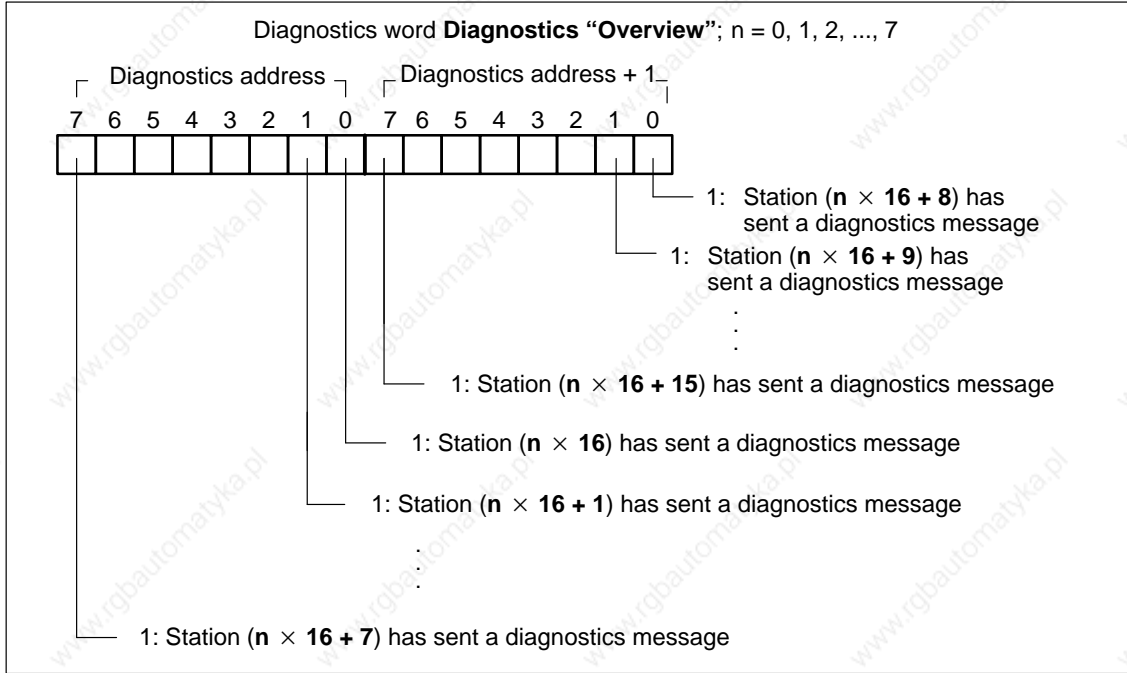 Diagnostics word Diagnostics “Overview”; n = 0, 1, 2, ..., 7
Diagnostics address
Diagnostics address + 1
7 6 5 4 3 2 1 0 7 6 5 4 3 2 1 0
1: Station (n × 16 + 8) has
sent a diagnostics message
1: Station (n × 16 + 9) has
sent a diagnostics message
.
.
.
1: Station (n × 16 + 15) has sent a diagnostics message
1: Station (n × 16) has sent a diagnostics message
1: Station (n × 16 + 1) has sent a diagnostics message
.
.
.
1: Station (n × 16 + 7) has sent a diagnostics message
www.rgbautomatyka.pl